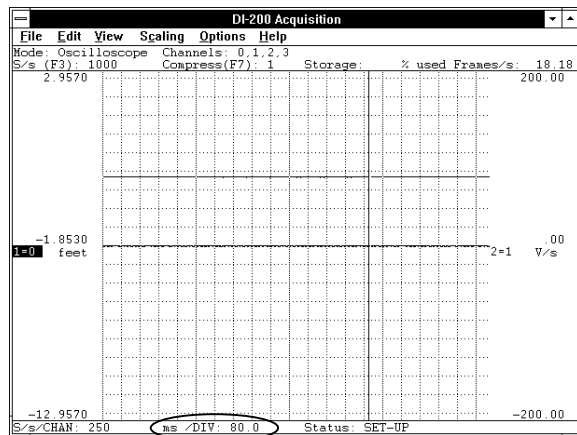 DI-200 Acquisition
File Edit View Scaling Options Help
Mode: Oscilloscope Channels: 0,1,2,3
S/s (F3): 1000 Compress(F7): 1 Storage: % used Frames/s: 18.18
2.9570 200.00
-1.8530 .00
1=0 feet 2=1 V/s
-12.9570 -200.00
S/s/CHAN: 250 ms /DIV: 80.0 Status: SET-UP